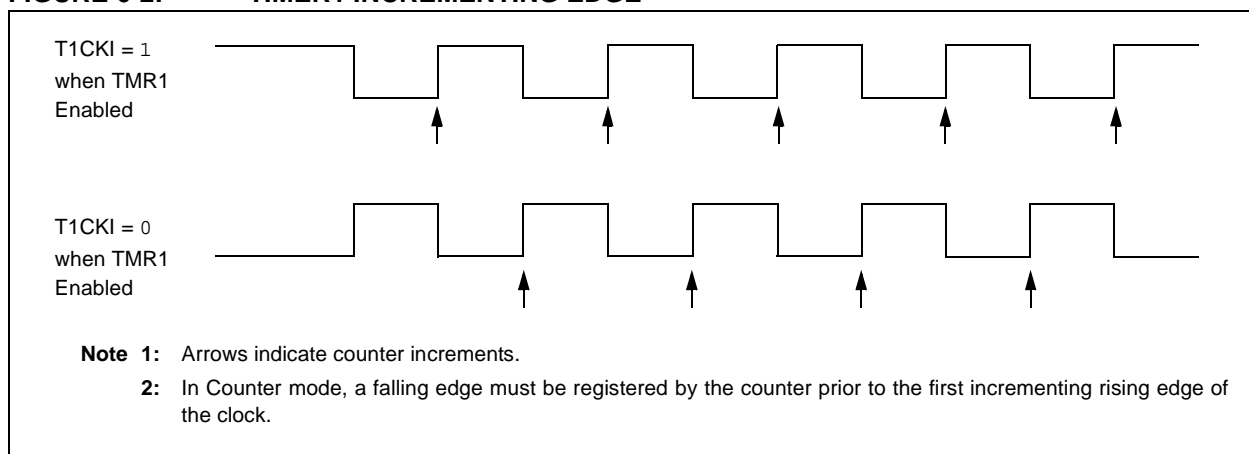 T1CKI = 1
when TMR1
Enabled
T1CKI = 0
when TMR1
Enabled
Note 1: Arrows indicate counter increments.
2: In Counter mode, a falling edge must be registered by the counter prior to the first incrementing rising edge of
the clock.